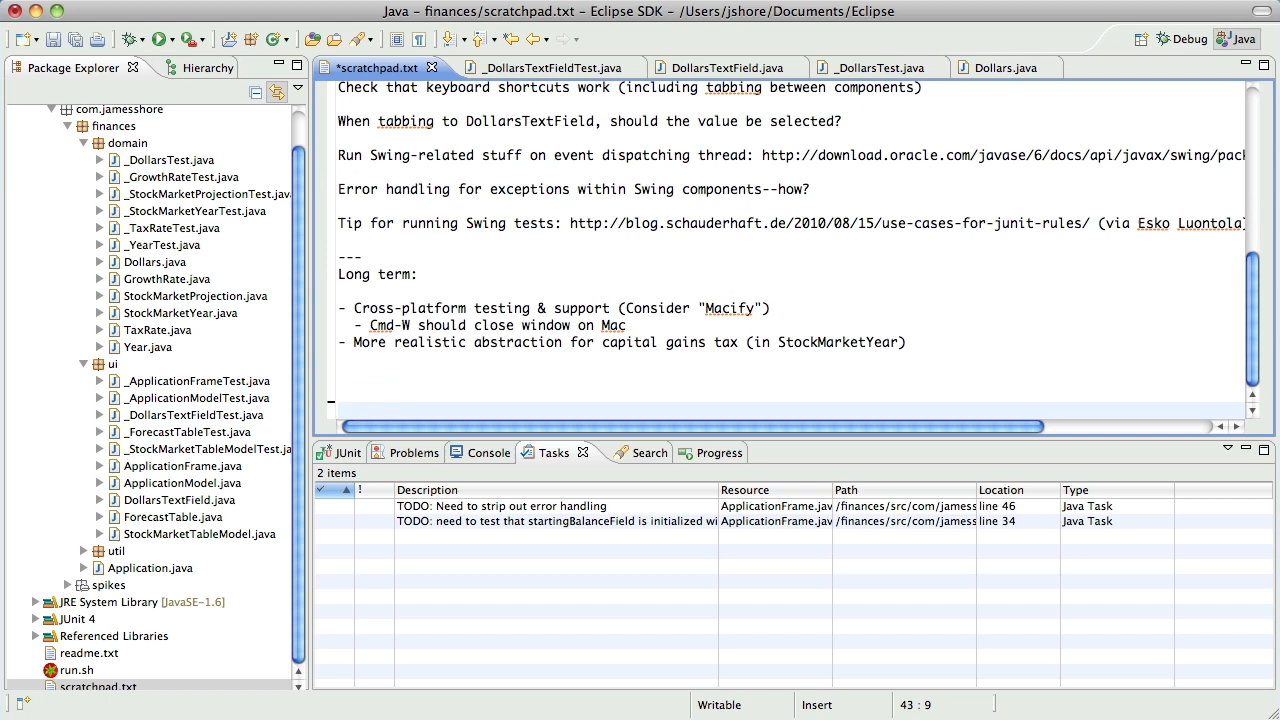 Java – finances/scratchpad.txt – Eclipse SDK – /Users/jshore/Documents/Eclipse
Debug
Java
Package Explorer
Hierarchy
com.jamesshore
finances
domain
_DollarsTest.java
_GrowthRateTest.java
_StockMarketProjectionTest.java
_StockMarketYearTest.java
_TaxRateTest.java
_YearTest.java
Dollars.java
GrowthRate.java
StockMarketProjection.java
StockMarketYear.java
TaxRate.java
Year.java
ui
_ApplicationFrameTest.java
_ApplicationModelTest.java
_DollarsTextFieldTest.java
_ForecastTableTest.java
_StockMarketTableModelTest.ja
ApplicationFrame.java
ApplicationModel.java
DollarsTextField.java
ForecastTable.java
StockMarketTableModel.java
util
Application.java
spikes
JRE System Library [JavaSE-1.6]
JUnit 4
Referenced Libraries
readme.txt
run.sh
scratchpad.txt
*scratchpad.txt
_DollarsTextFieldTest.java
DollarsTextField.java
_DollarsTest.java
Dollars.java
Check that keyboard shortcuts work (including tabbing between components)
When tabbing to DollarsTextField, should the value be selected?
Run Swing-related stuff on event dispatching thread: http://download.oracle.com/javase/6/docs/api/javax/swing/pack
Error handling for exceptions within Swing components--how?
Tip for running Swing tests: http://blog.schauderhaft.de/2010/08/15/use-cases-for-junit-rules/ (via Esko Luontola)
---
Long term:
- Cross-platform testing & support (Consider "Macify")
- Cmd-W should close window on Mac
- More realistic abstraction for capital gains tax (in StockMarketYear)
JUnit
Problems
Console
Tasks
Search
Progress
2 items
! Description Resource Path Location Type
TODO: Need to strip out error handling ApplicationFrame.jav /finances/src/com/jamess line 46 Java Task
TODO: need to test that startingBalanceField is initialized wi ApplicationFrame.jav /finances/src/com/jamess line 34 Java Task
Writable
Insert
43 : 9